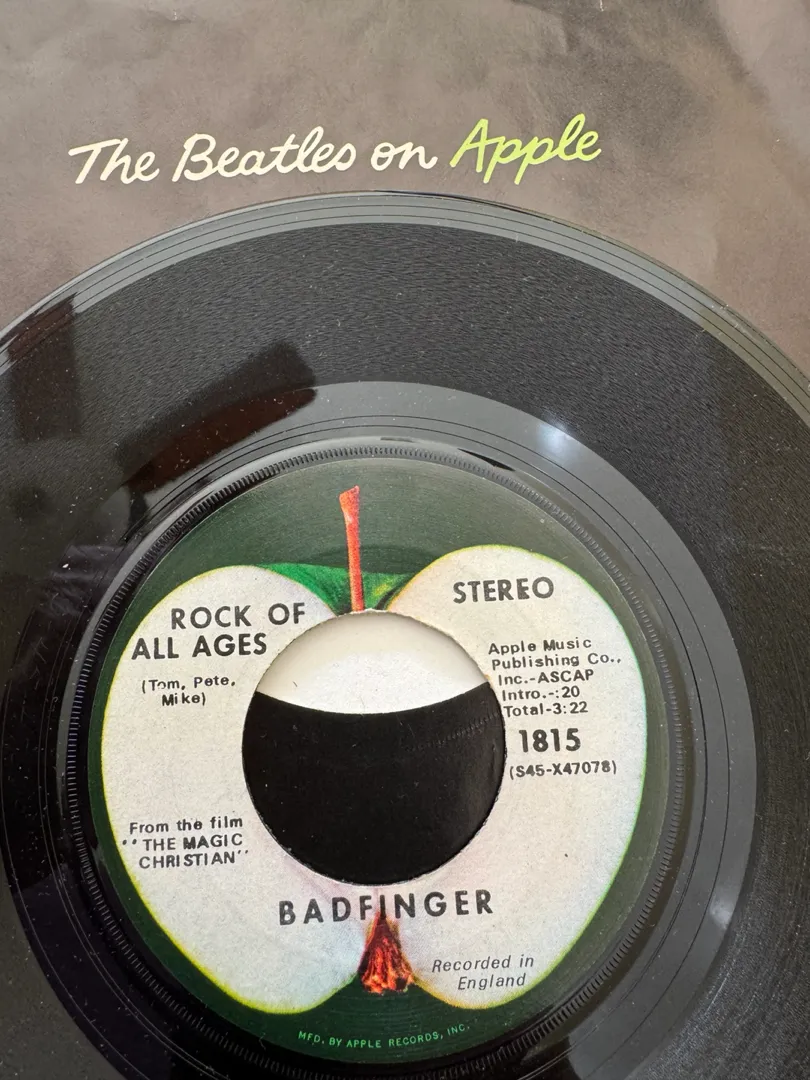 The Beatles on Apple
ROCK OF
ALL AGES
(Tom, Pete,
Mike)
STEREO
Apple Music
Publishing Co.,
Inc.-ASCAP
Intro.-:20
Total-3:22
1815
(S45-X47078)
From the film
"THE MAGIC
CHRISTIAN"
BADFINGER
Recorded in
England
MFD. BY APPLE RECORDS, INC.